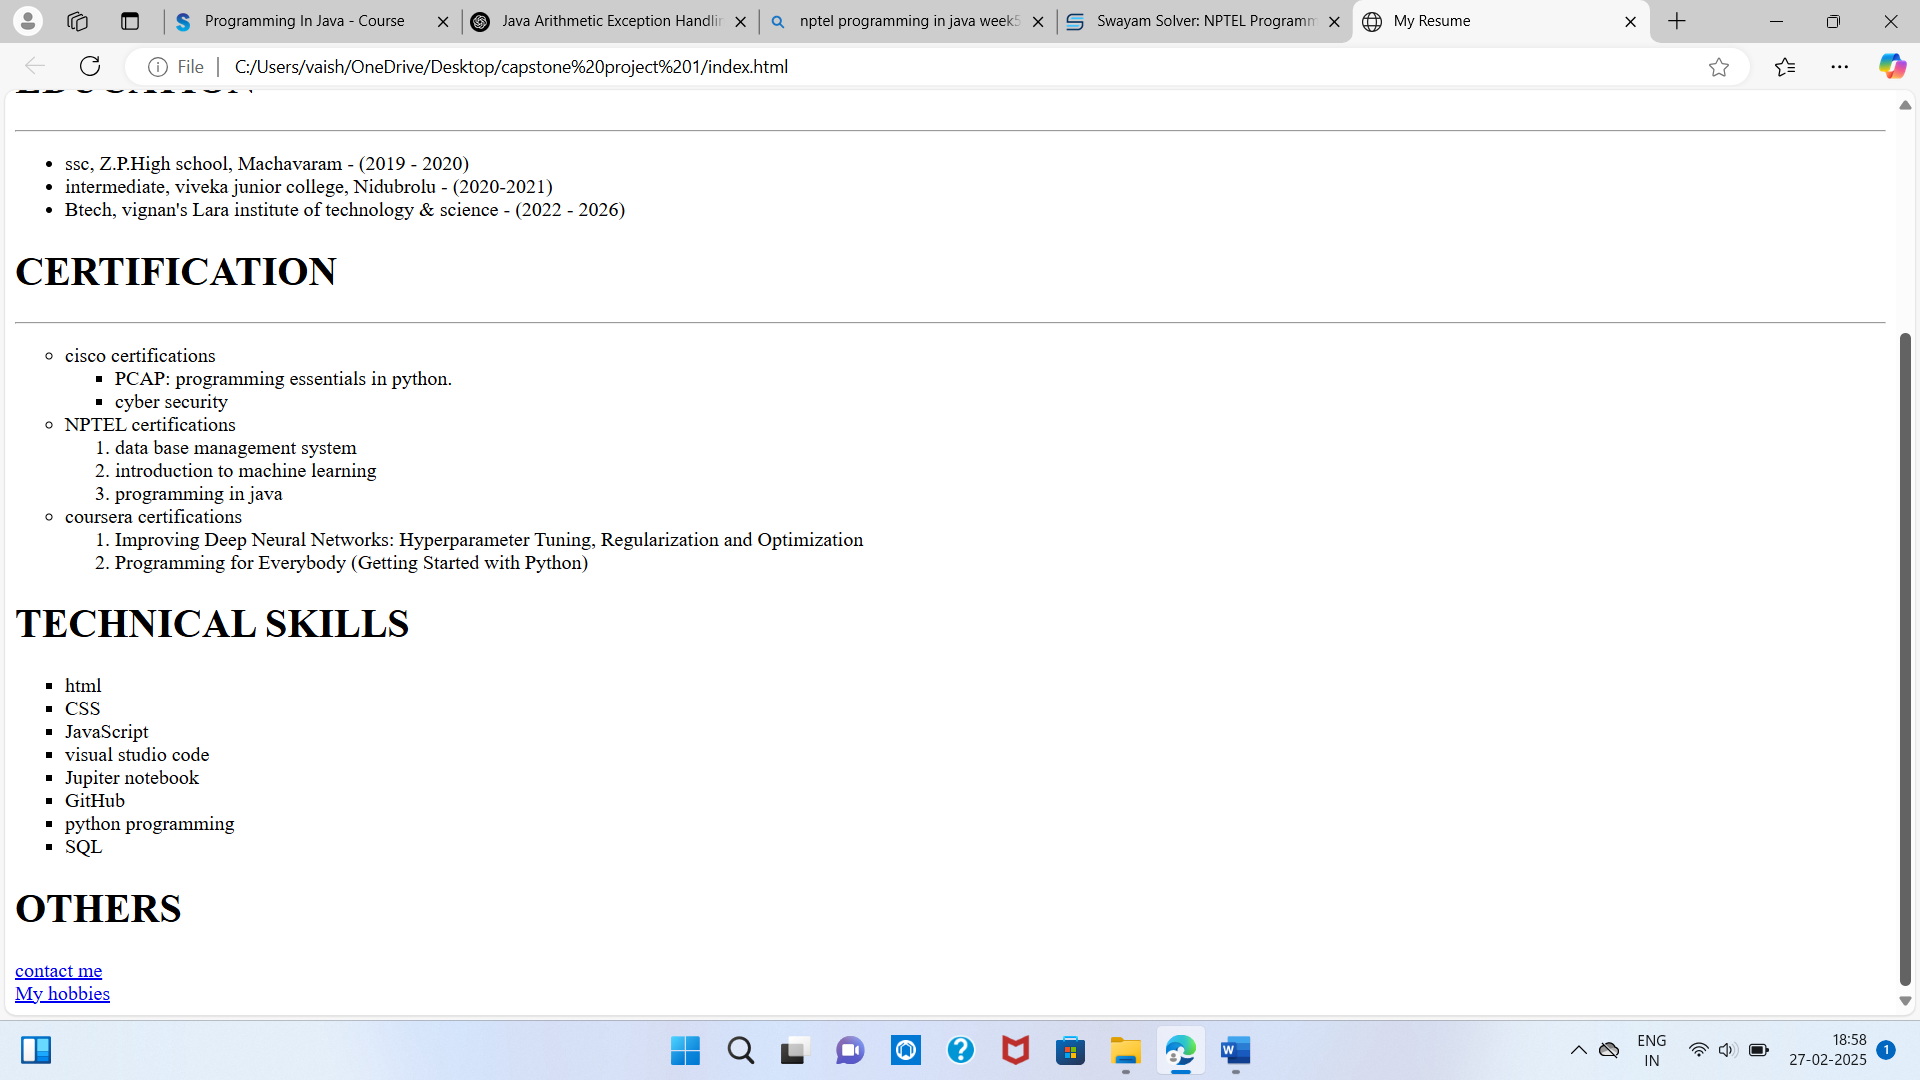 Programming In Java - Course
Java Arithmetic Exception Handlin
nptel programming in java week5
Swayam Solver: NPTEL Programm
My Resume
File
C:/Users/vaish/OneDrive/Desktop/capstone%20project%201/index.html
EDUCATION
• ssc, Z.P.High school, Machavaram - (2019 - 2020)
• intermediate, viveka junior college, Nidubrolu - (2020-2021)
• Btech, vignan's Lara institute of technology & science - (2022 - 2026)
CERTIFICATION
◦ cisco certifications
▪ PCAP: programming essentials in python.
▪ cyber security
◦ NPTEL certifications
1. data base management system
2. introduction to machine learning
3. programming in java
◦ coursera certifications
1. Improving Deep Neural Networks: Hyperparameter Tuning, Regularization and Optimization
2. Programming for Everybody (Getting Started with Python)
TECHNICAL SKILLS
▪ html
▪ CSS
▪ JavaScript
▪ visual studio code
▪ Jupiter notebook
▪ GitHub
▪ python programming
▪ SQL
OTHERS
contact me
My hobbies
ENG
IN
18:58
27-02-2025
1